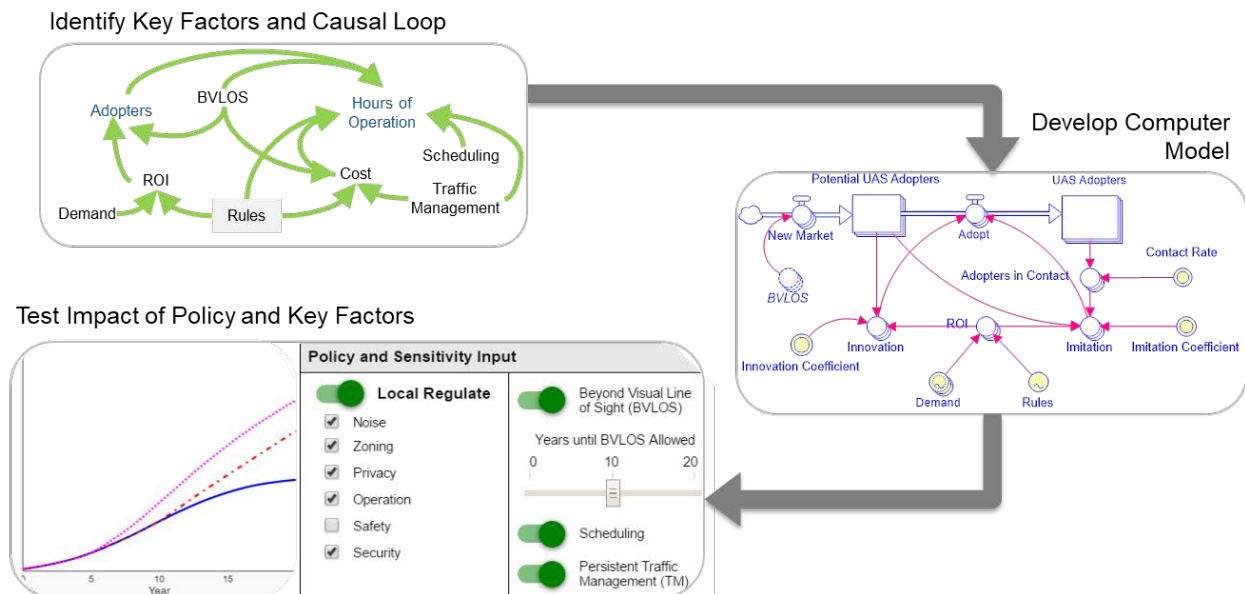 Identify Key Factors and Causal Loop
Adopters
BVLOS
Hours of
Operation
Scheduling
Cost
ROI
Traffic
Management
Demand
Rules
Develop Computer
Model
Potential UAS Adopters
UAS Adopters
New Market
Adopt
Contact Rate
Adopters in Contact
BVLOS
ROI
Innovation
Imitation
Imitation Coefficient
Innovation Coefficient
Demand
Rules
Test Impact of Policy and Key Factors
5
10
15
Year
Policy and Sensitivity Input
Local Regulate
Noise
Zoning
Privacy
Operation
Safety
Security
Beyond Visual Line
of Sight (BVLOS)
Years until BVLOS Allowed
0 10 20
Scheduling
Persistent Traffic
Management (TM)